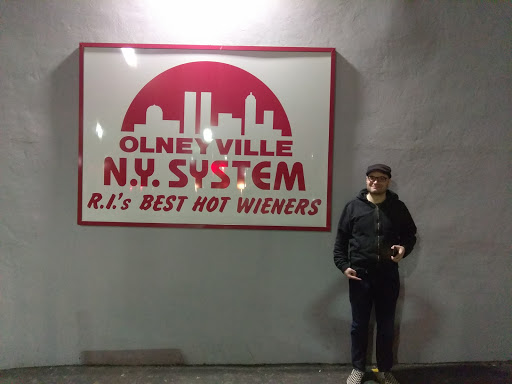 OLNEYVILLE
N.Y. SYSTEM
R.I.'s BEST HOT WIENERS